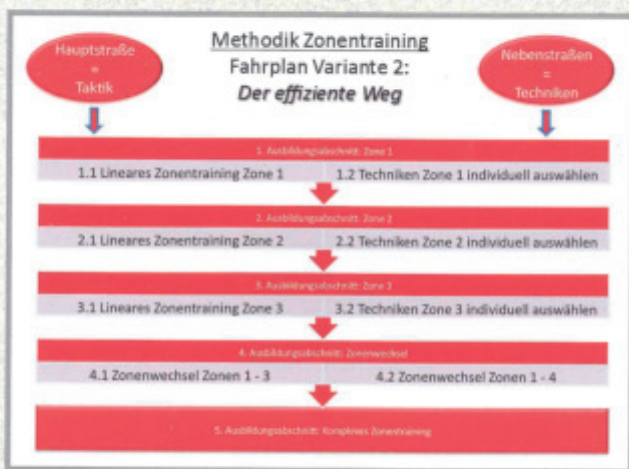 Hauptstraße
=
Taktik
Methodik Zonentraining
Fahrplan Variante 2:
Der effiziente Weg
Nebenstraßen
=
Techniken
1. Ausbildungsabschnitt: Zone 1
1.1 Lineares Zonentraining Zone 1
1.2 Techniken Zone 1 individuell auswählen
2. Ausbildungsabschnitt: Zone 2
2.1 Lineares Zonentraining Zone 2
2.2 Techniken Zone 2 individuell auswählen
3. Ausbildungsabschnitt: Zone 3
3.1 Lineares Zonentraining Zone 3
3.2 Techniken Zone 3 individuell auswählen
4. Ausbildungsabschnitt: Zonenwechsel
4.1 Zonenwechsel Zonen 1 - 3
4.2 Zonenwechsel Zonen 1 - 4
5. Ausbildungsabschnitt: Komplexes Zonentraining